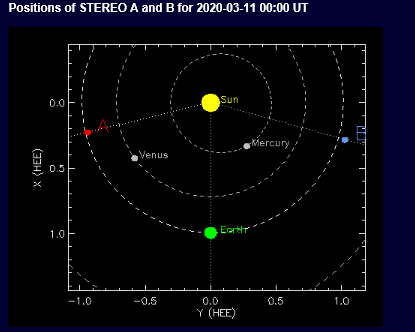 Positions of STEREO A and B for 2020-03-11 00:00 UT
Sun
0.0
A
B
Mercury
Venus
0.5
X (HEE)
Earth
1.0
-1.0 -0.5 0.0 0.5 1.0
Y (HEE)